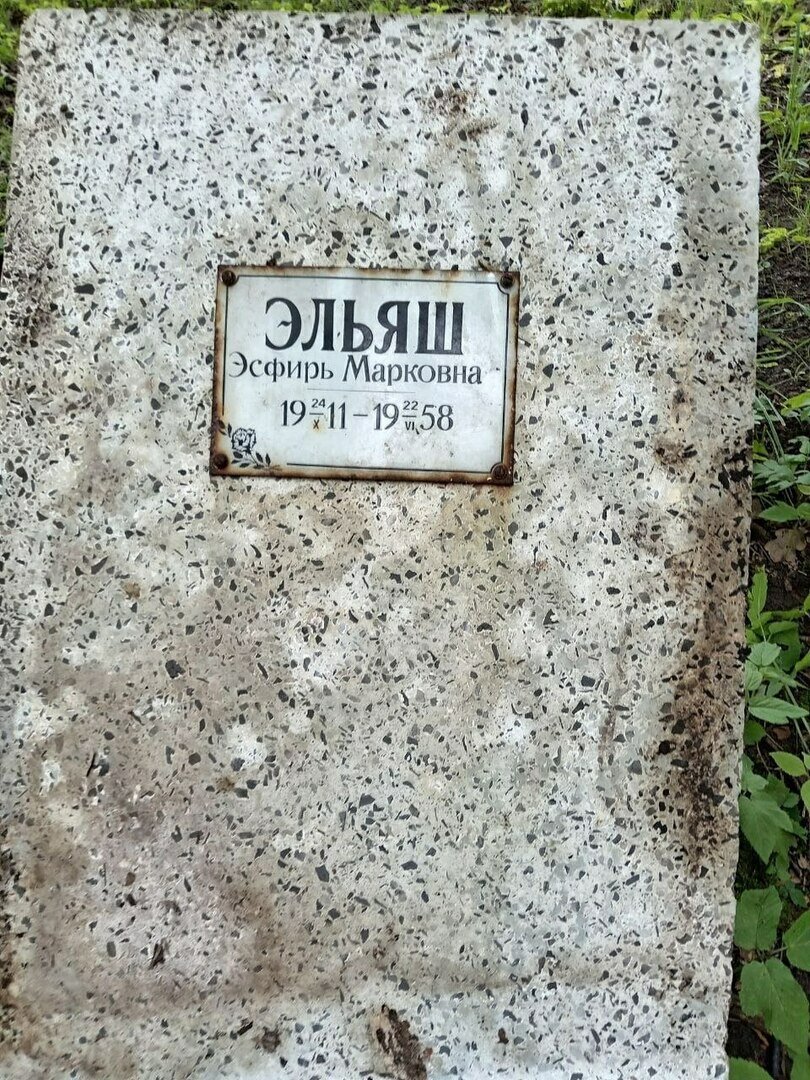 ЭЛЬЯШ
Эсфирь Марковна
19 24/X 11 – 19 22/VI 58